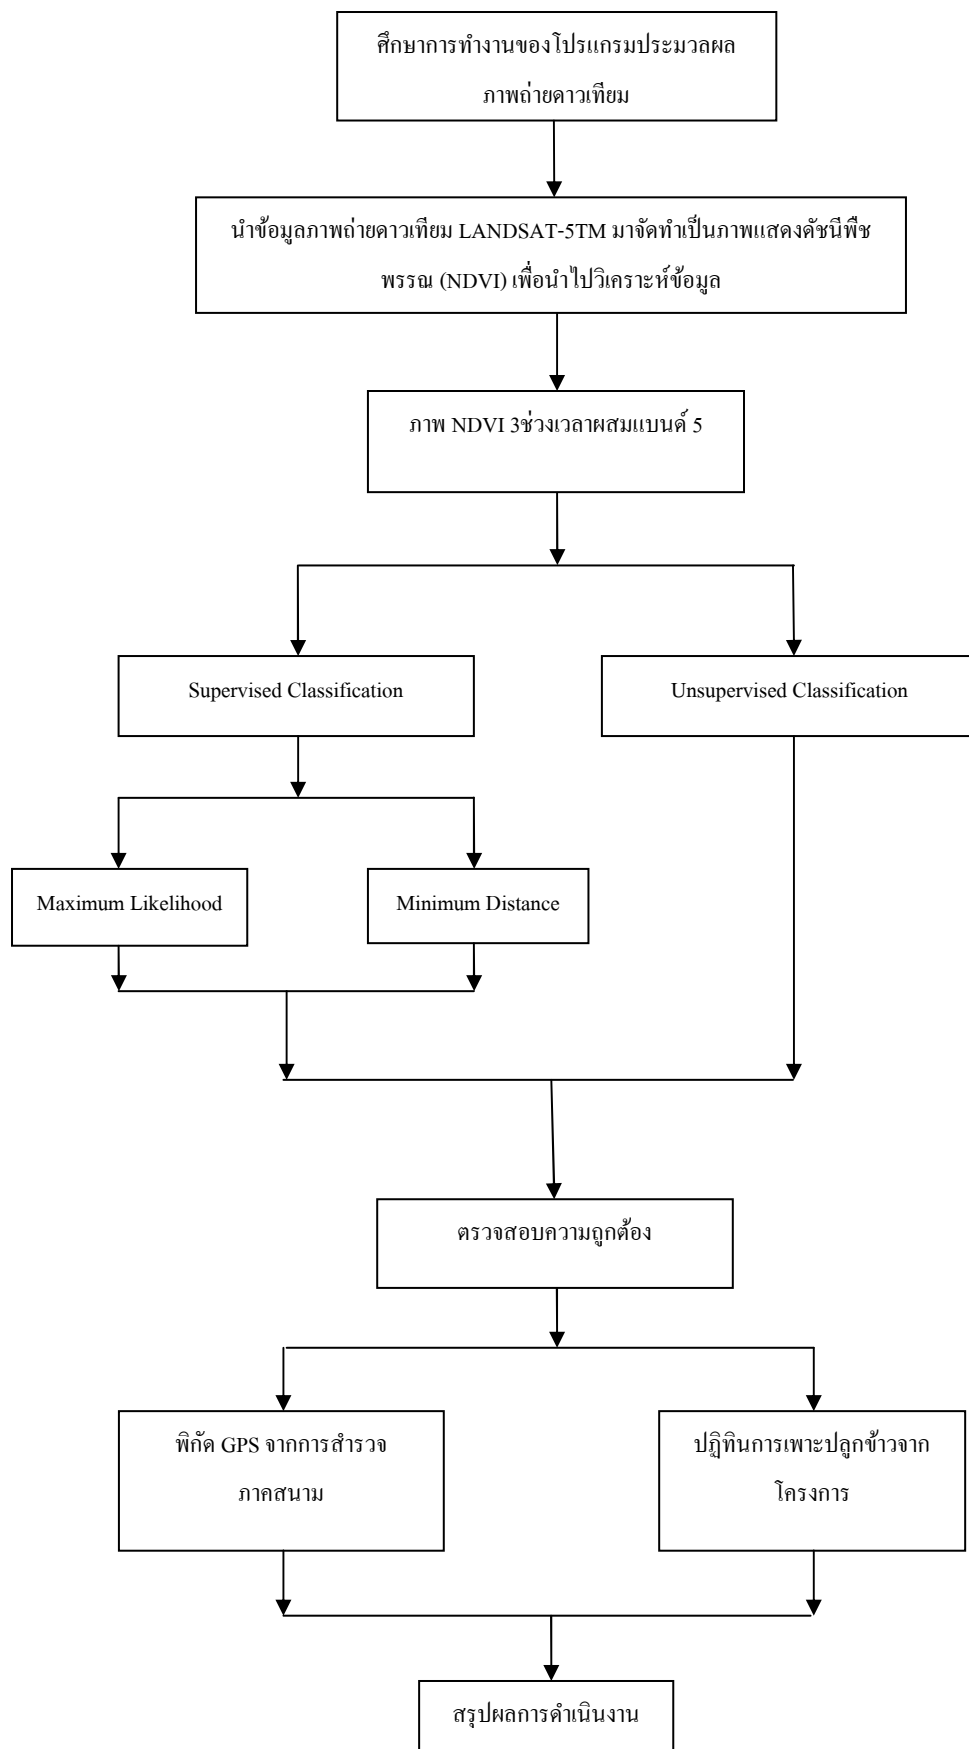 ศึกษาการทำงานของโปรแกรมประมวลผล
ภาพถ่ายดาวเทียม
นำข้อมูลภาพถ่ายดาวเทียม LANDSAT-5TM มาจัดทำเป็นภาพแสดงดัชนีพืช
พรรณ (NDVI) เพื่อนำไปวิเคราะห์ข้อมูล
ภาพ NDVI 3ช่วงเวลาผสมแบนด์ 5
Supervised Classification
Unsupervised Classification
Maximum Likelihood
Minimum Distance
ตรวจสอบความถูกต้อง
พิกัด GPS จากการสำรวจ
ภาคสนาม
ปฏิทินการเพาะปลูกข้าวจาก
โครงการ
สรุปผลการดำเนินงาน